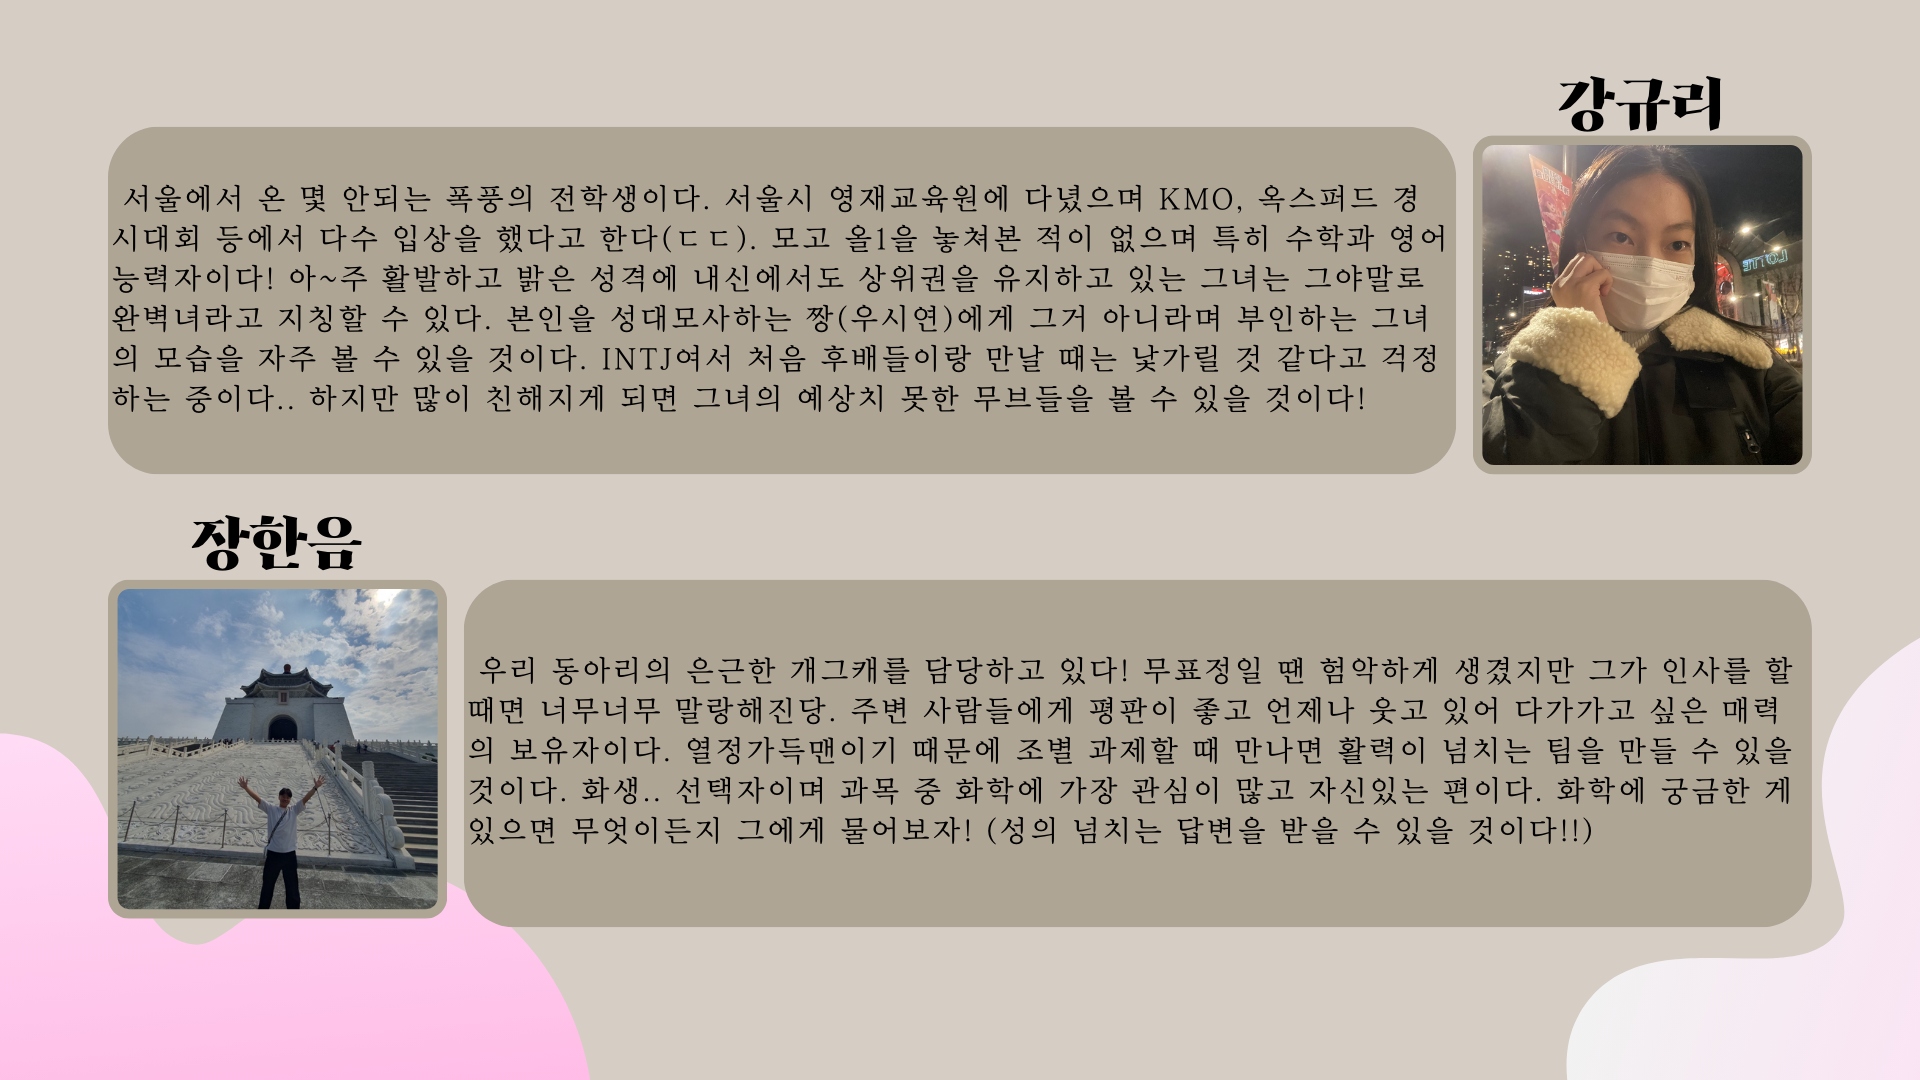 강규리
서울에서 온 몇 안되는 폭풍의 전학생이다. 서울시 영재교육원에 다녔으며 KMO, 옥스퍼드 경
시대회 등에서 다수 입상을 했다고 한다(ㄷㄷ). 모고 올1을 놓쳐본 적이 없으며 특히 수학과 영어
능력자이다! 아~주 활발하고 밝은 성격에 내신에서도 상위권을 유지하고 있는 그녀는 그야말로
완벽녀라고 지칭할 수 있다. 본인을 성대모사하는 짱(우시연)에게 그거 아니라며 부인하는 그녀
의 모습을 자주 볼 수 있을 것이다. INTJ여서 처음 후배들이랑 만날 때는 낯가릴 것 같다고 걱정
하는 중이다.. 하지만 많이 친해지게 되면 그녀의 예상치 못한 무브들을 볼 수 있을 것이다!
LOTTE
장한음
우리 동아리의 은근한 개그캐를 담당하고 있다! 무표정일 땐 험악하게 생겼지만 그가 인사를 할
때면 너무너무 말랑해진당. 주변 사람들에게 평판이 좋고 언제나 웃고 있어 다가가고 싶은 매력
의 보유자이다. 열정가득맨이기 때문에 조별 과제할 때 만나면 활력이 넘치는 팀을 만들 수 있을
것이다. 화생.. 선택자이며 과목 중 화학에 가장 관심이 많고 자신있는 편이다. 화학에 궁금한 게
있으면 무엇이든지 그에게 물어보자! (성의 넘치는 답변을 받을 수 있을 것이다!!)